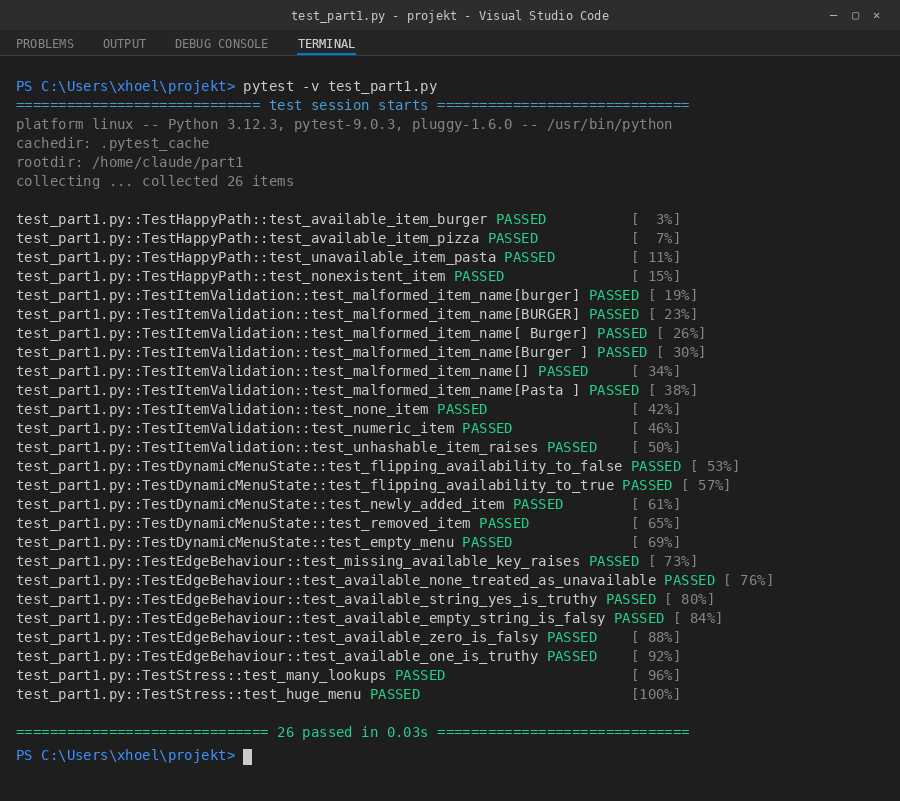 test_part1.py - projekt - Visual Studio Code
PROBLEMS OUTPUT DEBUG CONSOLE TERMINAL
PS C:\Users\xhoel\projekt> pytest -v test_part1.py
============================= test session starts ==============================
platform linux -- Python 3.12.3, pytest-9.0.3, pluggy-1.6.0 -- /usr/bin/python
cachedir: .pytest_cache
rootdir: /home/claude/part1
collecting ... collected 26 items
test_part1.py::TestHappyPath::test_available_item_burger PASSED          [  3%]
test_part1.py::TestHappyPath::test_available_item_pizza PASSED           [  7%]
test_part1.py::TestHappyPath::test_unavailable_item_pasta PASSED         [ 11%]
test_part1.py::TestHappyPath::test_nonexistent_item PASSED               [ 15%]
test_part1.py::TestItemValidation::test_malformed_item_name[burger] PASSED [ 19%]
test_part1.py::TestItemValidation::test_malformed_item_name[BURGER] PASSED [ 23%]
test_part1.py::TestItemValidation::test_malformed_item_name[ Burger] PASSED [ 26%]
test_part1.py::TestItemValidation::test_malformed_item_name[Burger ] PASSED [ 30%]
test_part1.py::TestItemValidation::test_malformed_item_name[] PASSED     [ 34%]
test_part1.py::TestItemValidation::test_malformed_item_name[Pasta ] PASSED [ 38%]
test_part1.py::TestItemValidation::test_none_item PASSED                 [ 42%]
test_part1.py::TestItemValidation::test_numeric_item PASSED              [ 46%]
test_part1.py::TestItemValidation::test_unhashable_item_raises PASSED    [ 50%]
test_part1.py::TestDynamicMenuState::test_flipping_availability_to_false PASSED [ 53%]
test_part1.py::TestDynamicMenuState::test_flipping_availability_to_true PASSED [ 57%]
test_part1.py::TestDynamicMenuState::test_newly_added_item PASSED        [ 61%]
test_part1.py::TestDynamicMenuState::test_removed_item PASSED            [ 65%]
test_part1.py::TestDynamicMenuState::test_empty_menu PASSED              [ 69%]
test_part1.py::TestEdgeBehaviour::test_missing_available_key_raises PASSED [ 73%]
test_part1.py::TestEdgeBehaviour::test_available_none_treated_as_unavailable PASSED [ 76%]
test_part1.py::TestEdgeBehaviour::test_available_string_yes_is_truthy PASSED [ 80%]
test_part1.py::TestEdgeBehaviour::test_available_empty_string_is_falsy PASSED [ 84%]
test_part1.py::TestEdgeBehaviour::test_available_zero_is_falsy PASSED    [ 88%]
test_part1.py::TestEdgeBehaviour::test_available_one_is_truthy PASSED    [ 92%]
test_part1.py::TestStress::test_many_lookups PASSED                      [ 96%]
test_part1.py::TestStress::test_huge_menu PASSED                         [100%]
============================== 26 passed in 0.03s ==============================
PS C:\Users\xhoel\projekt>